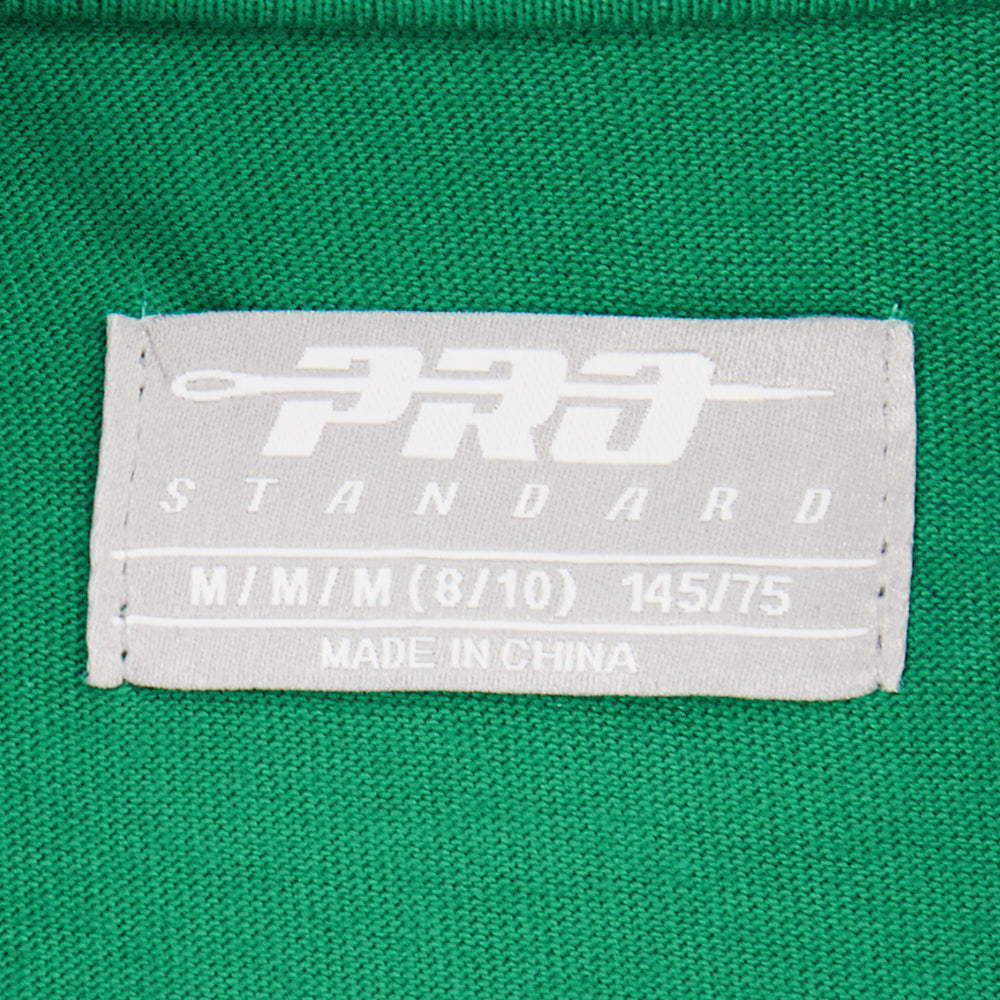 PRO
STANDARD
M/M/M (8/10) 145/75
MADE IN CHINA